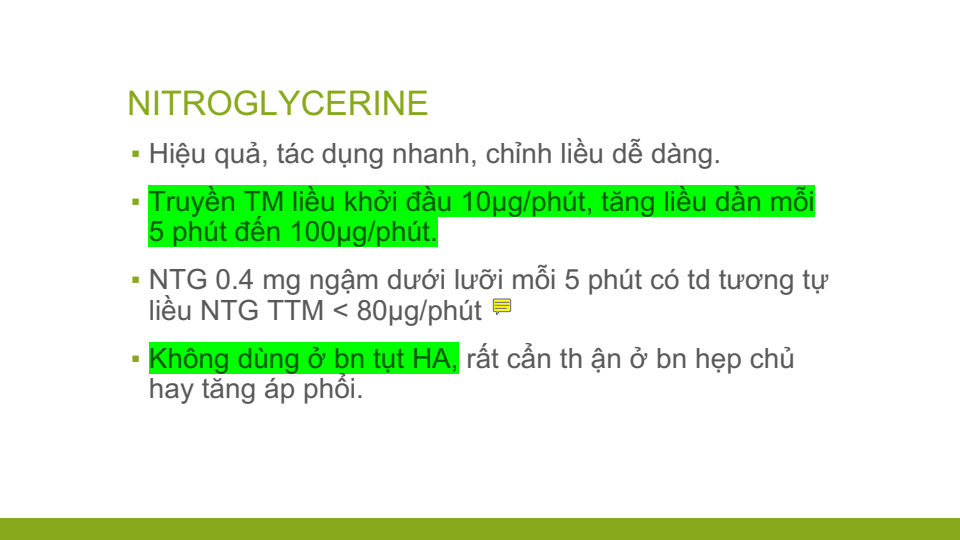 NITROGLYCERINE
▪ Hiệu quả, tác dụng nhanh, chỉnh liều dễ dàng.
▪ Truyền TM liều khởi đầu 10μg/phút, tăng liều dần mỗi
5 phút đến 100μg/phút.
▪ NTG 0.4 mg ngậm dưới lưỡi mỗi 5 phút có td tương tự
liều NTG TTM < 80μg/phút
▪ Không dùng ở bn tụt HA, rất cẩn th ận ở bn hẹp chủ
hay tăng áp phổi.